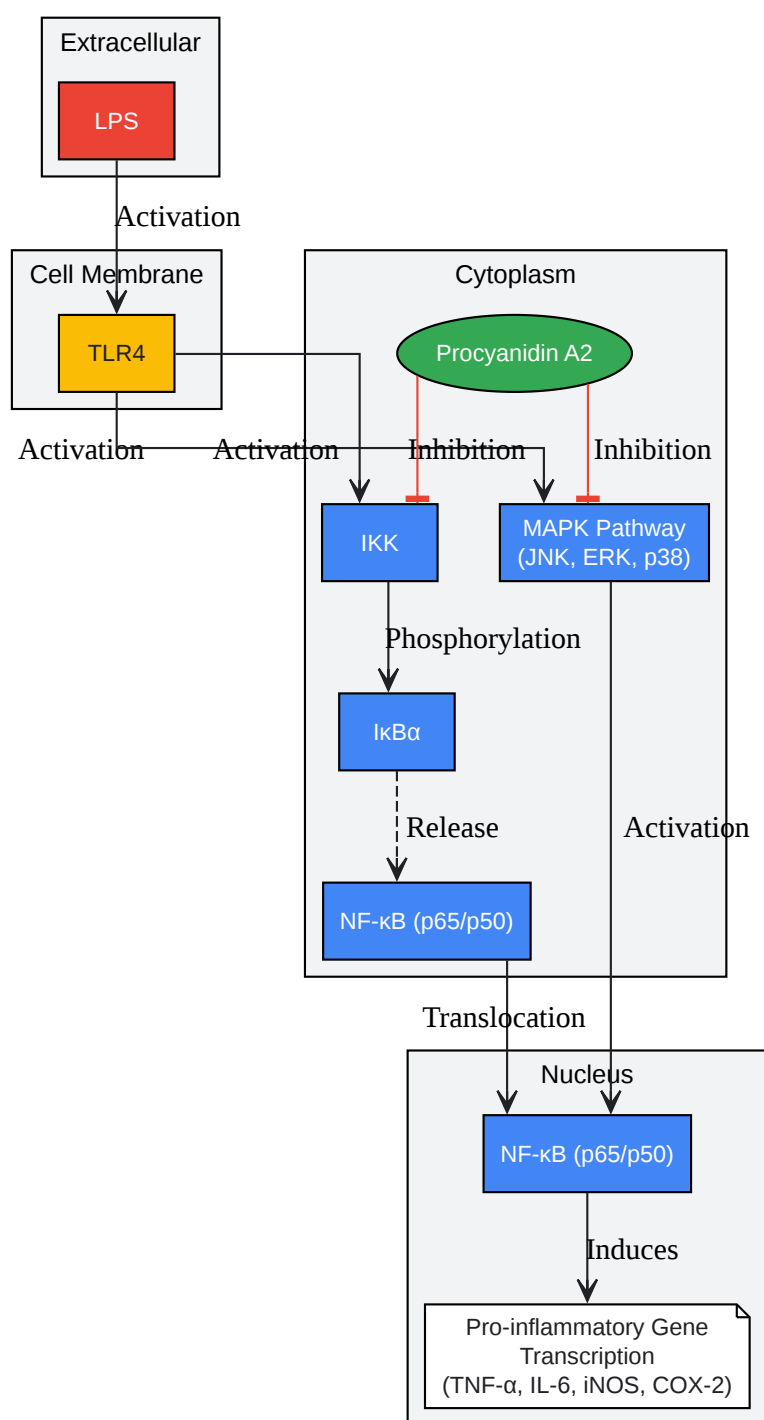 Extracellular
LPS
Activation
Cell Membrane
Cytoplasm
TLR4
Procyanidin A2
Activation
Activation
Inhibition
Inhibition
IKK
MAPK Pathway
(JNK, ERK, p38)
Phosphorylation
IκBα
Release
Activation
NF-κB (p65/p50)
Translocation
Nucleus
NF-κB (p65/p50)
Induces
Pro-inflammatory Gene
Transcription
(TNF-α, IL-6, iNOS, COX-2)